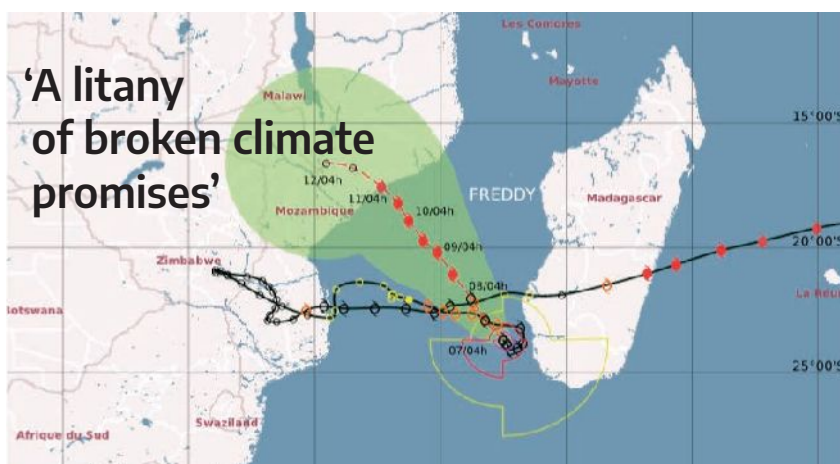 Les Comores
'A litany
of broken climate
promises'
Mayotte
Malawi
15°00'S
12/04h
11/04h
FREDDY
Madagascar
Mozambique
10/04h
20°00'S
09/04h
Zimbabwe
08/04h
La Réu
Botswana
07/04h
25°00'S
Swaziland
Afrique du Sud